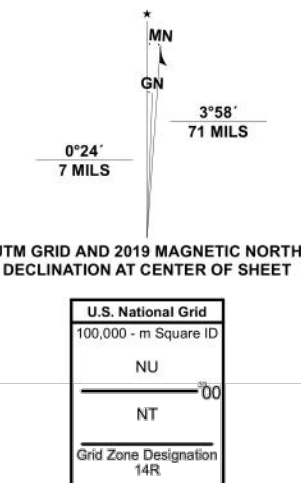 ★
MN
GN
3°58´
71 MILS
0°24´
7 MILS
UTM GRID AND 2019 MAGNETIC NORTH
DECLINATION AT CENTER OF SHEET
U.S. National Grid
100,000 - m Square ID
NU
00
NT
Grid Zone Designation
14R